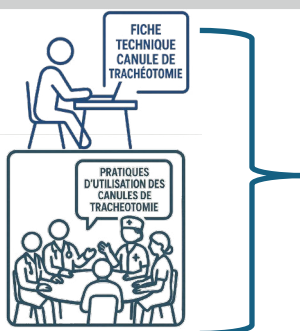 FICHE
TECHNIQUE
CANULE DE
TRACHÉOTOMIE
PRATIQUES
D'UTILISATION DES
CANULES DE
TRACHEOTOMIE